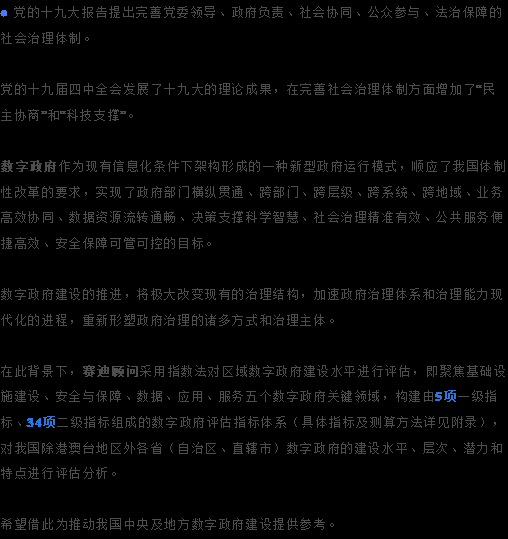 党的十九大报告提出完善党委领导、政府负责、社会协同、公众参与、法治保障的
社会治理体制。
党的十九届四中全会发展了十九大的理论成果，在完善社会治理体制方面增加了"民
主协商"和"科技支撑"。
数字政府作为现有信息化条件下架构形成的一种新型政府运行模式，顺应了我国体制
性改革的要求，实现了政府部门横纵贯通、跨部门、跨层级、跨系统、跨地域、业务
高效协同、数据资源流转通畅、决策支撑科学智慧、社会治理精准有效、公共服务便
捷高效、安全保障可管可控的目标。
数字政府建设的推进，将极大改变现有的治理结构，加速政府治理体系和治理能力现
代化的进程，重新形塑政府治理的诸多方式和治理主体。
在此背景下，赛迪顾问采用指数法对区域数字政府建设水平进行评估，即聚焦基础设
施建设、安全与保障、数据、应用、服务五个数字政府关键领域，构建由5项一级指
标、34项二级指标组成的数字政府评估指标体系（具体指标及测算方法详见附录），
对我国除港澳台地区外各省（自治区、直辖市）数字政府的建设水平、层次、潜力和
特点进行评估分析。
希望借此为推动我国中央及地方数字政府建设提供参考。